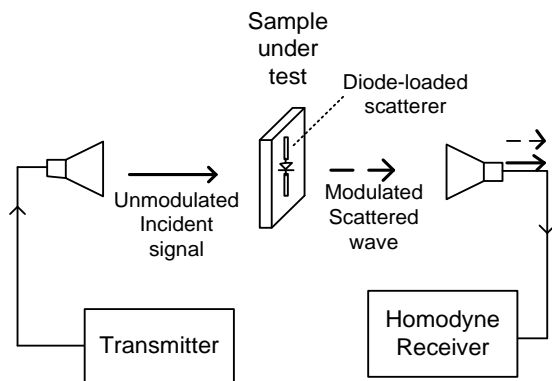 Sample
under
test
Diode-loaded
scatterer
Unmodulated
Incident
signal
Modulated
Scattered
wave
Transmitter
Homodyne
Receiver